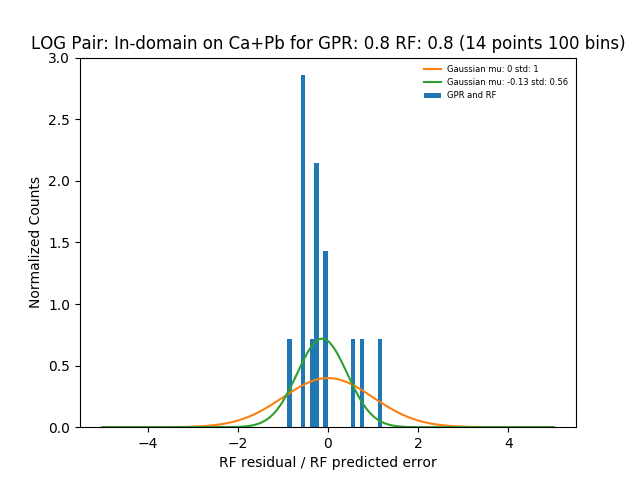 LOG Pair: In-domain on Ca+Pb for GPR: 0.8 RF: 0.8 (14 points 100 bins)
Gaussian mu: 0 std: 1
Gaussian mu: -0.13 std: 0.56
GPR and RF
Normalized Counts
3.0
2.5
2.0
1.5
1.0
0.5
0.0
−4 −2 0 2 4
RF residual / RF predicted error